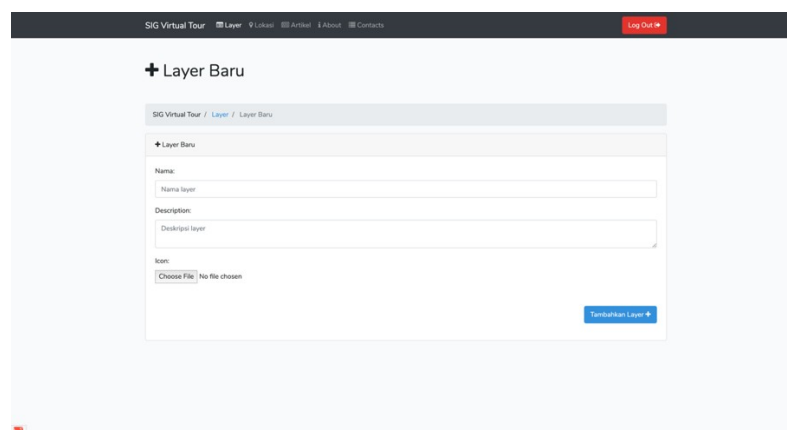 SIG Virtual Tour Layer Lokasi Artikel About Contacts Log Out
Layer Baru
SIG Virtual Tour / Layer / Layer Baru
Layer Baru
Nama:
Nama layer
Description:
Deskripsi layer
Icon:
Choose File No file chosen
Tambahkan Layer